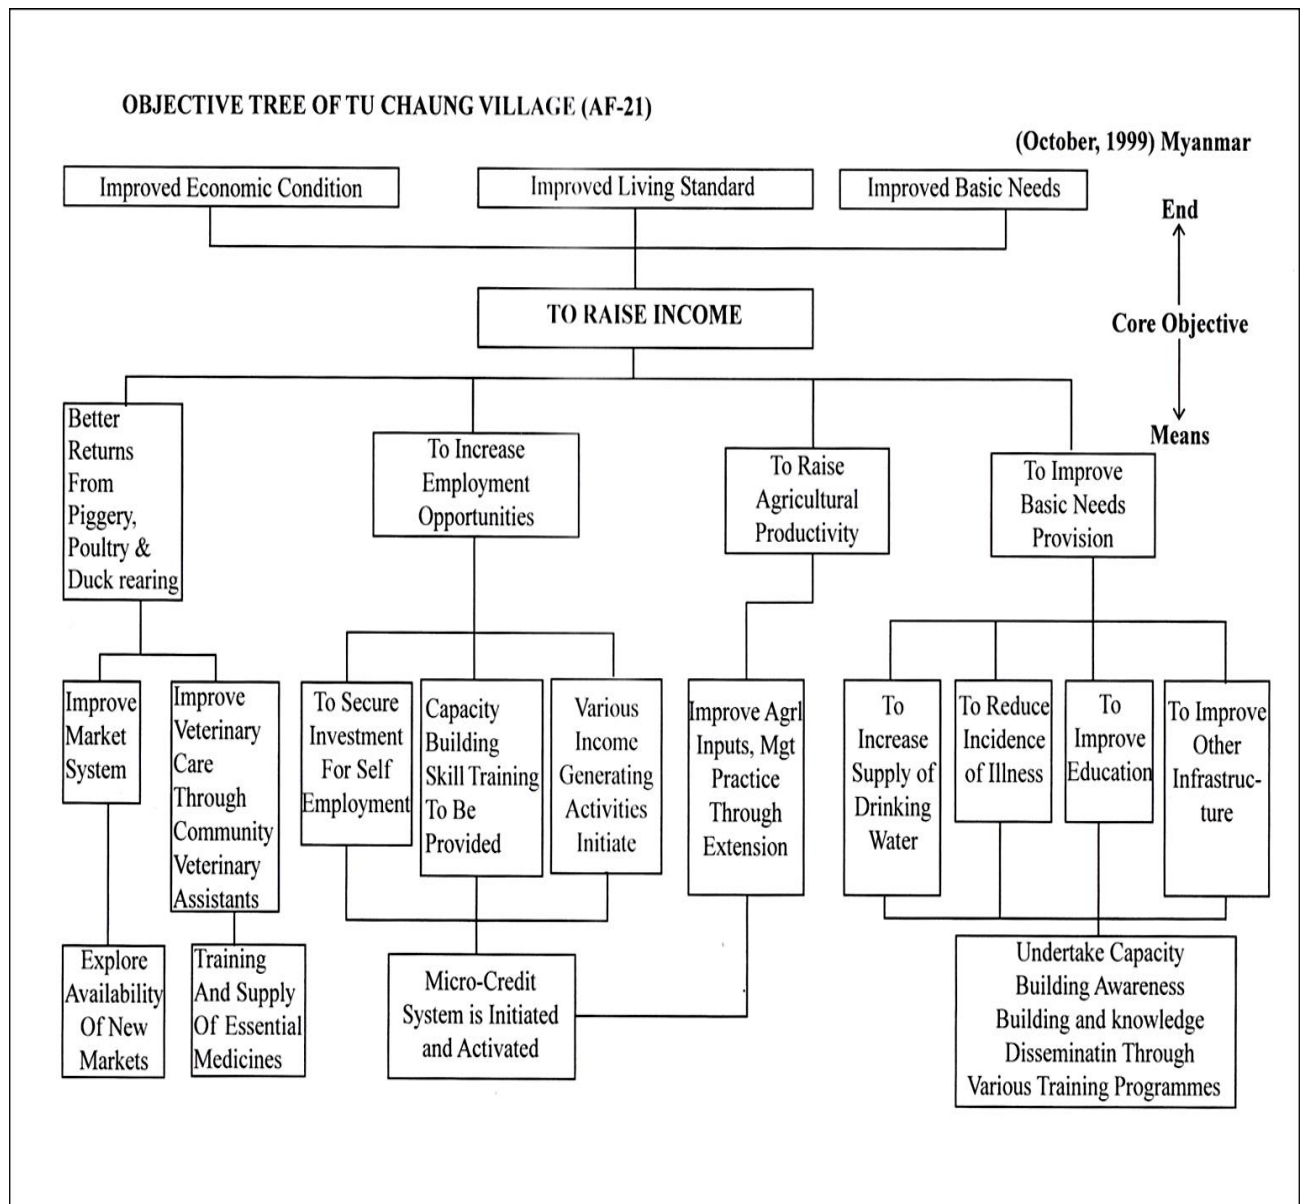 OBJECTIVE TREE OF TU CHAUNG VILLAGE (AF-21)
(October, 1999) Myanmar
Improved Economic Condition
Improved Living Standard
Improved Basic Needs
End
TO RAISE INCOME
Core Objective
Means
Better
Returns
From
Piggery,
Poultry &
Duck rearing
To Increase
Employment
Opportunities
To Raise
Agricultural
Productivity
To Improve
Basic Needs
Provision
Improve
Market
System
Improve
Veterinary
Care
Through
Community
Veterinary
Assistants
To Secure
Investment
For Self
Employment
Capacity
Building
Skill Training
To Be
Provided
Various
Income
Generating
Activities
Initiate
Improve Agrl
Inputs, Mgt
Practice
Through
Extension
To
Increase
Supply of
Drinking
Water
To Reduce
Incidence
of Illness
To
Improve
Education
To Improve
Other
Infrastruc-
ture
Explore
Availability
Of New
Markets
Training
And Supply
Of Essential
Medicines
Micro-Credit
System is Initiated
and Activated
Undertake Capacity
Building Awareness
Building and knowledge
Disseminatin Through
Various Training Programmes